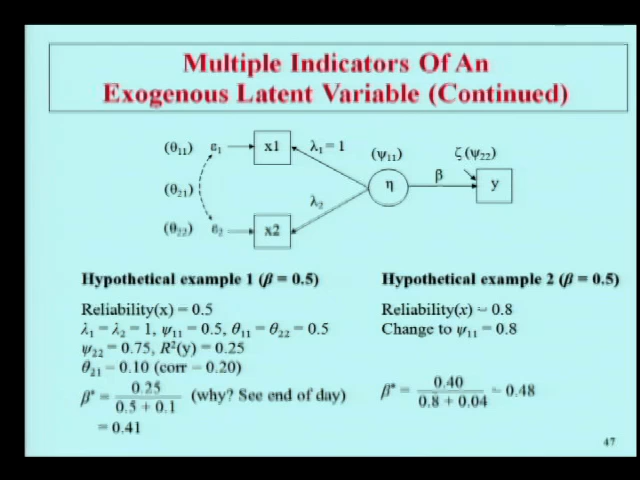 Multiple Indicators Of An
Exogenous Latent Variable (Continued)
(θ₁₁) ε₁ x1 λ₁ = 1 (ψ₁₁) ζ (ψ₂₂)
(θ₂₁) η β y
λ₂
(θ₂₂) ε₂ x2
Hypothetical example 1 (β = 0.5)
Reliability(x) = 0.5
λ₁ = λ₂ = 1, ψ₁₁ = 0.5, θ₁₁ = θ₂₂ = 0.5
ψ₂₂ = 0.75, R²(y) = 0.25
θ₂₁ = 0.10 (corr = 0.20)
β* = 0.25 / 0.5 + 0.1 (why? See end of day)
= 0.41
Hypothetical example 2 (β = 0.5)
Reliability(x) = 0.8
Change to ψ₁₁ = 0.8
β* = 0.40 / 0.8 + 0.04 = 0.48
47